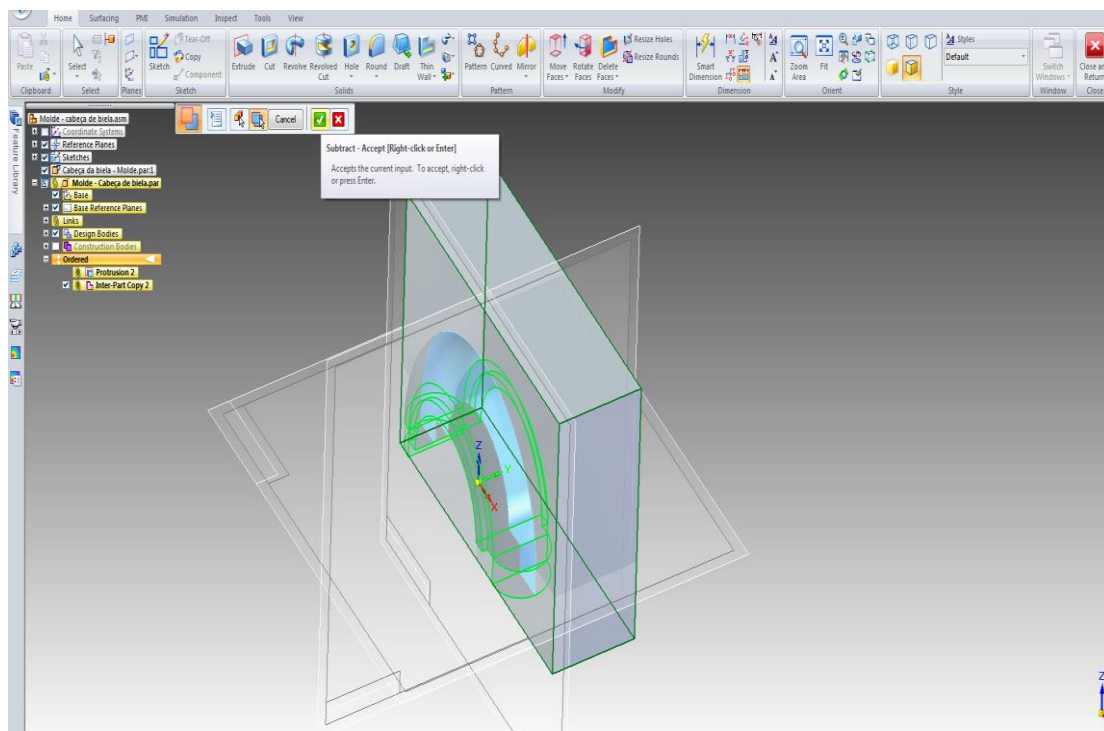 Home Surfacing PMI Simulation Inspect Tools View
Paste
Clipboard
Select
Select
Planes
Sketch
Tear-Off
Copy
Component
Sketch
Extrude Cut Revolve Revolved Cut Hole Round Draft Thin Wall
Solids
Pattern Curved Mirror
Pattern
Move Faces Rotate Faces Delete Faces
Resize Holes
Resize Rounds
Modify
Smart Dimension
Dimension
Zoom Area Fit
Orient
Styles
Default
Style
Switch Windows
Window
Return
Close
Feature Library
Molde - cabeça de biela.asm
Coordinate Systems
Reference Planes
Sketches
Cabeça da biela - Molde.par:1
Molde - Cabeça de biela.par
Base
Base Reference Planes
Links
Design Bodies
Construction Bodies
Ordered
Protrusion 2
Inter-Part Copy 2
Cancel
Subtract - Accept [Right-click or Enter]
Accepts the current input. To accept, right-click
or press Enter.
Z
Y
X
Z